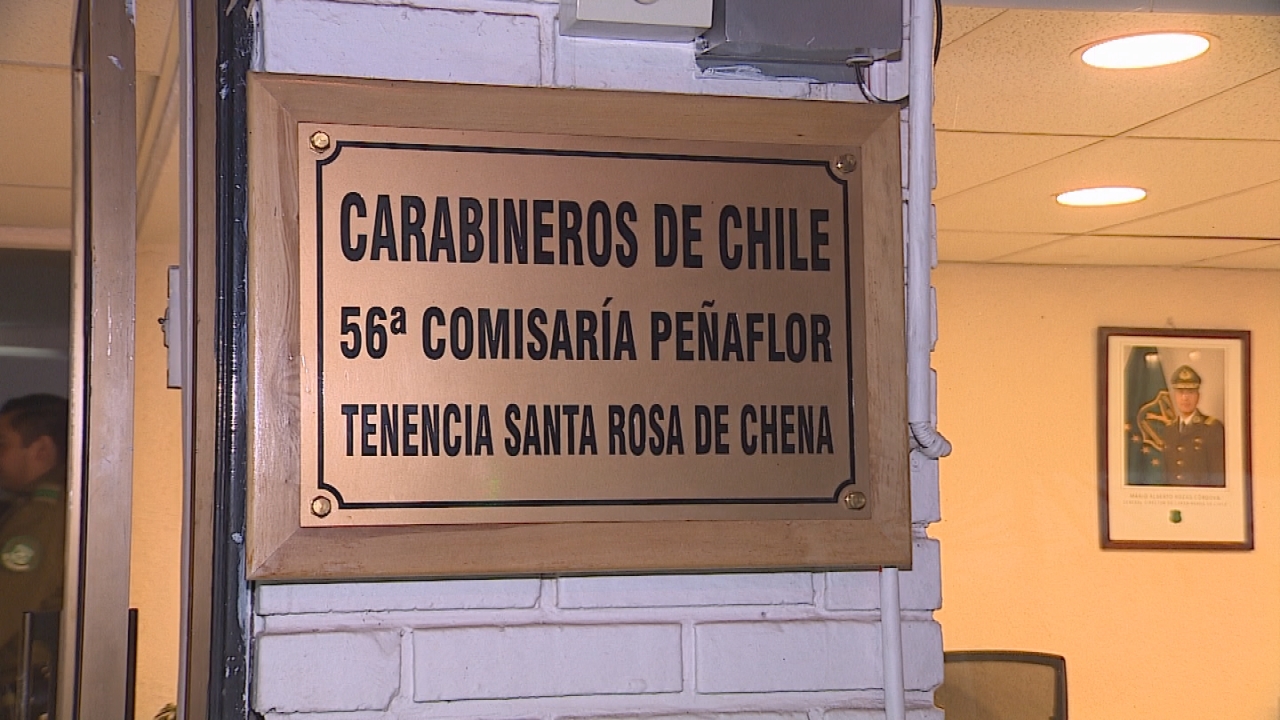 CARABINEROS DE CHILE
56ª COMISARÍA PEÑAFLOR
TENENCIA SANTA ROSA DE CHENA